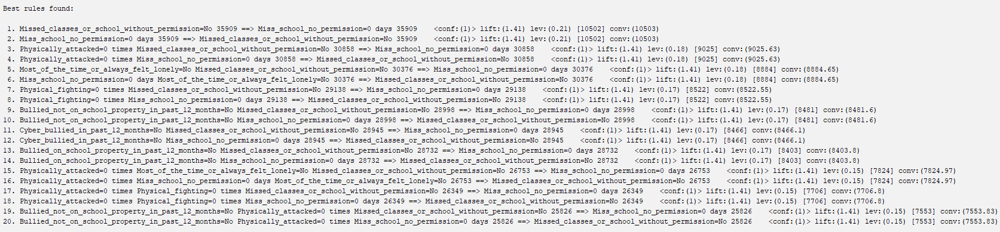 Best rules found:
1. Missed_classes_or_school_without_permission=No 35909 ==> Miss_school_no_permission=0 days 35909 <conf:(1)> lift:(1.41) lev:(0.21) [10502] conv:(10503)
2. Miss_school_no_permission=0 days 35909 ==> Missed_classes_or_school_without_permission=No 35909 <conf:(1)> lift:(1.41) lev:(0.21) [10502] conv:(10503)
3. Physically_attacked=0 times Missed_classes_or_school_without_permission=No 30858 ==> Miss_school_no_permission=0 days 30858 <conf:(1)> lift:(1.41) lev:(0.18) [9025] conv:(9025.63)
4. Physically_attacked=0 times Miss_school_no_permission=0 days 30858 ==> Missed_classes_or_school_without_permission=No 30858 <conf:(1)> lift:(1.41) lev:(0.18) [9025] conv:(9025.63)
5. Most_of_the_time_or_always_felt_lonely=No Missed_classes_or_school_without_permission=No 30376 ==> Miss_school_no_permission=0 days 30376 <conf:(1)> lift:(1.41) lev:(0.18) [8884] conv:(8884.65)
6. Miss_school_no_permission=0 days Most_of_the_time_or_always_felt_lonely=No 30376 ==> Missed_classes_or_school_without_permission=No 30376 <conf:(1)> lift:(1.41) lev:(0.18) [8884] conv:(8884.65)
7. Physical_fighting=0 times Missed_classes_or_school_without_permission=No 29138 ==> Miss_school_no_permission=0 days 29138 <conf:(1)> lift:(1.41) lev:(0.17) [8522] conv:(8522.55)
8. Physical_fighting=0 times Miss_school_no_permission=0 days 29138 ==> Missed_classes_or_school_without_permission=No 29138 <conf:(1)> lift:(1.41) lev:(0.17) [8522] conv:(8522.55)
9. Bullied_not_on_school_property_in_past_12_months=No Missed_classes_or_school_without_permission=No 28998 ==> Miss_school_no_permission=0 days 28998 <conf:(1)> lift:(1.41) lev:(0.17) [8481] conv:(8481.6)
10. Bullied_not_on_school_property_in_past_12_months=No Miss_school_no_permission=0 days 28998 ==> Missed_classes_or_school_without_permission=No 28998 <conf:(1)> lift:(1.41) lev:(0.17) [8481] conv:(8481.6)
11. Cyber_bullied_in_past_12_months=No Missed_classes_or_school_without_permission=No 28945 ==> Miss_school_no_permission=0 days 28945 <conf:(1)> lift:(1.41) lev:(0.17) [8466] conv:(8466.1)
12. Cyber_bullied_in_past_12_months=No Miss_school_no_permission=0 days 28945 ==> Missed_classes_or_school_without_permission=No 28945 <conf:(1)> lift:(1.41) lev:(0.17) [8466] conv:(8466.1)
13. Bullied_on_school_property_in_past_12_months=No Missed_classes_or_school_without_permission=No 28732 ==> Miss_school_no_permission=0 days 28732 <conf:(1)> lift:(1.41) lev:(0.17) [8403] conv:(8403.8)
14. Bullied_on_school_property_in_past_12_months=No Miss_school_no_permission=0 days 28732 ==> Missed_classes_or_school_without_permission=No 28732 <conf:(1)> lift:(1.41) lev:(0.17) [8403] conv:(8403.8)
15. Physically_attacked=0 times Most_of_the_time_or_always_felt_lonely=No Missed_classes_or_school_without_permission=No 26753 ==> Miss_school_no_permission=0 days 26753 <conf:(1)> lift:(1.41) lev:(0.15) [7824] conv:(7824.97)
16. Physically_attacked=0 times Miss_school_no_permission=0 days Most_of_the_time_or_always_felt_lonely=No 26753 ==> Missed_classes_or_school_without_permission=No 26753 <conf:(1)> lift:(1.41) lev:(0.15) [7824] conv:(7824.97)
17. Physically_attacked=0 times Physical_fighting=0 times Missed_classes_or_school_without_permission=No 26349 ==> Miss_school_no_permission=0 days 26349 <conf:(1)> lift:(1.41) lev:(0.15) [7706] conv:(7706.8)
18. Physically_attacked=0 times Physical_fighting=0 times Miss_school_no_permission=0 days 26349 ==> Missed_classes_or_school_without_permission=No 26349 <conf:(1)> lift:(1.41) lev:(0.15) [7706] conv:(7706.8)
19. Bullied_not_on_school_property_in_past_12_months=No Physically_attacked=0 times Missed_classes_or_school_without_permission=No 25826 ==> Miss_school_no_permission=0 days 25826 <conf:(1)> lift:(1.41) lev:(0.15) [7553] conv:(7553.83)
20. Bullied_not_on_school_property_in_past_12_months=No Physically_attacked=0 times Miss_school_no_permission=0 days 25826 ==> Missed_classes_or_school_without_permission=No 25826 <conf:(1)> lift:(1.41) lev:(0.15) [7553] conv:(7553.83)